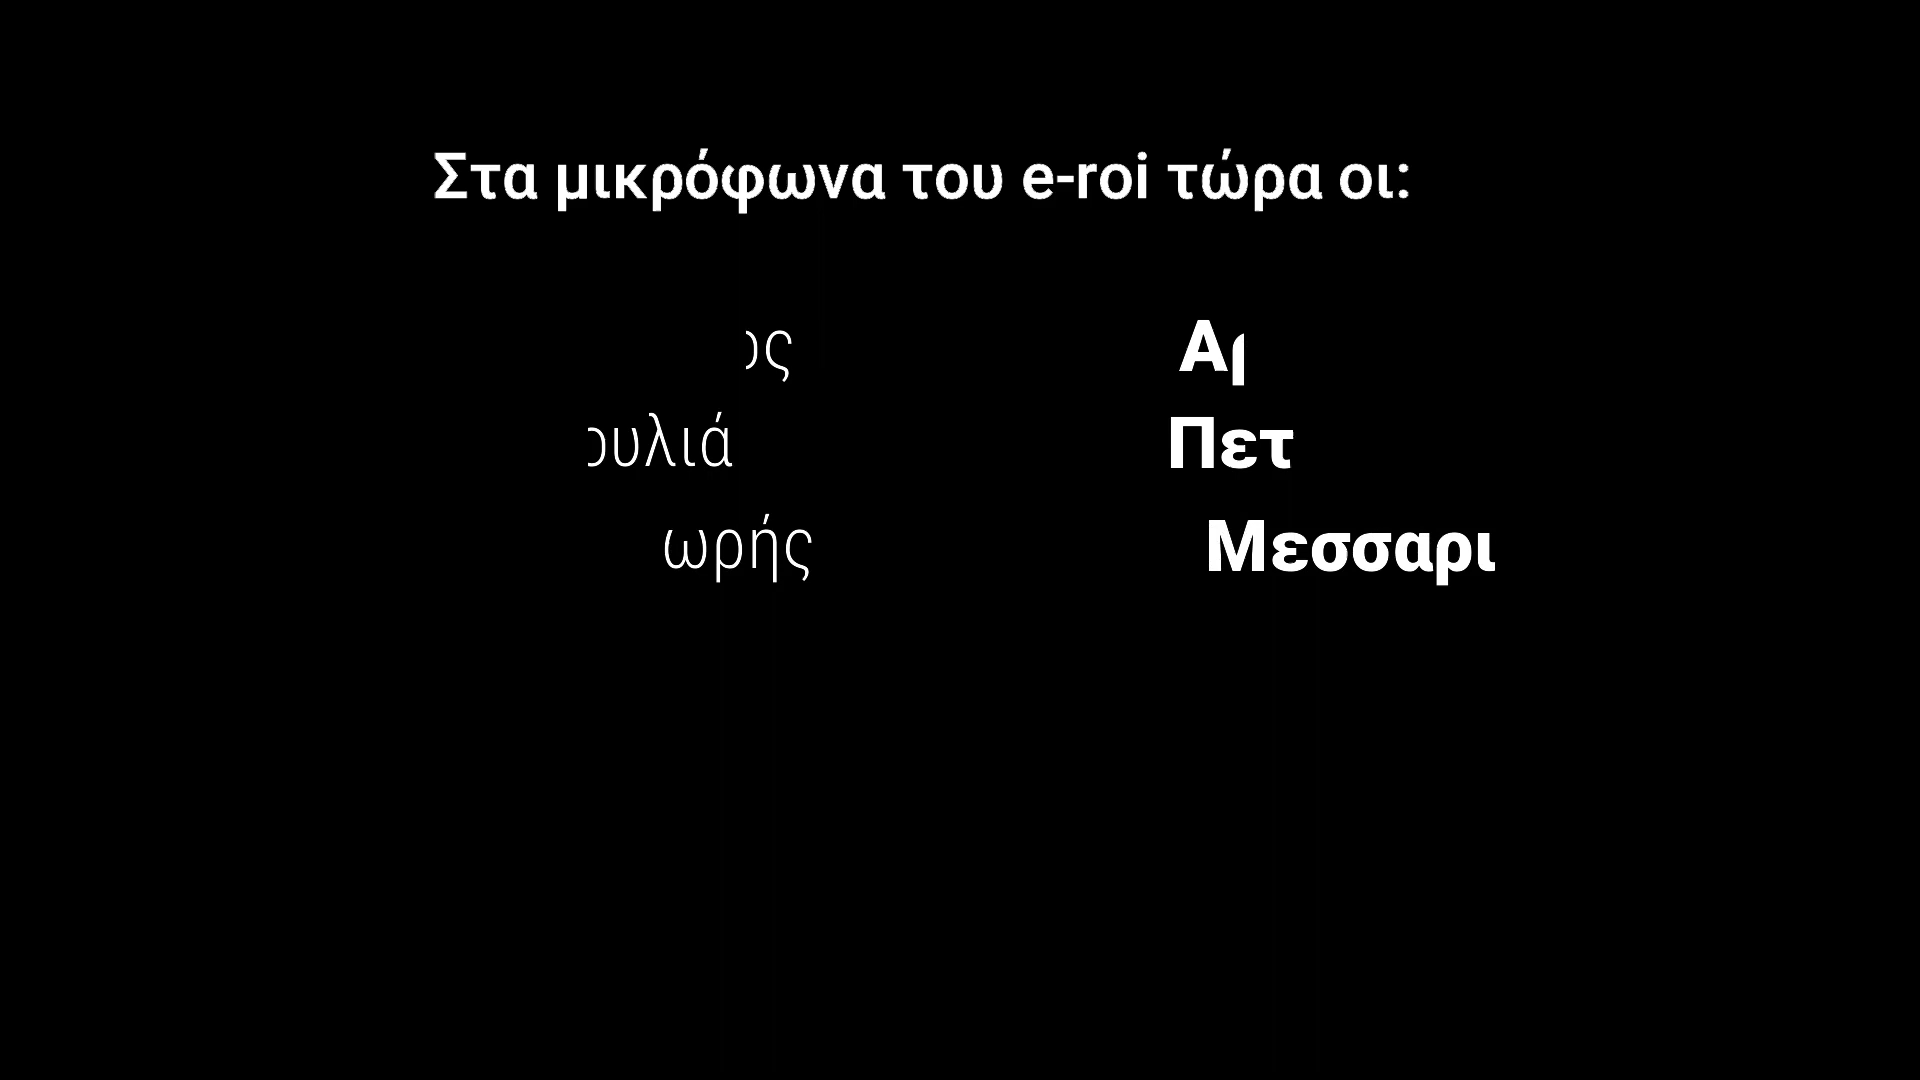 Στα μικρόφωνα του e-roi τώρα οι:
ος Αρ
ουλιά Πετ
ωρής Μεσσαρι